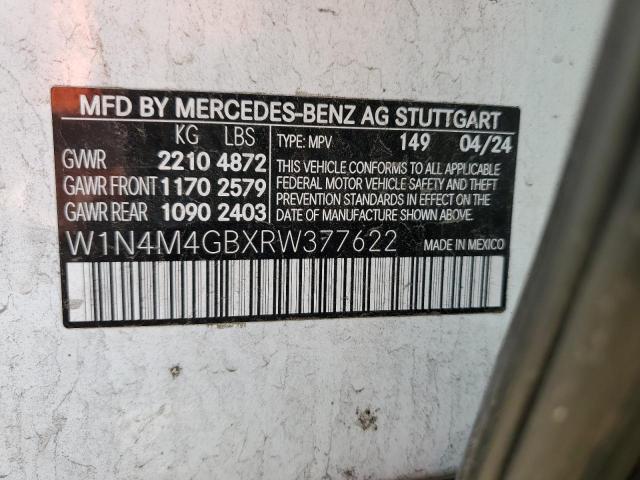 MFD BY MERCEDES-BENZ AG STUTTGART
KG LBS TYPE: MPV 149 04/24
GVWR 2210 4872 THIS VEHICLE CONFORMS TO ALL APPLICABLE
GAWR FRONT 1170 2579 FEDERAL MOTOR VEHICLE SAFETY AND THEFT
PREVENTION STANDARDS IN EFFECT ON THE
GAWR REAR 1090 2403 DATE OF MANUFACTURE SHOWN ABOVE.
W1N4M4GBXRW377622 MADE IN MEXICO